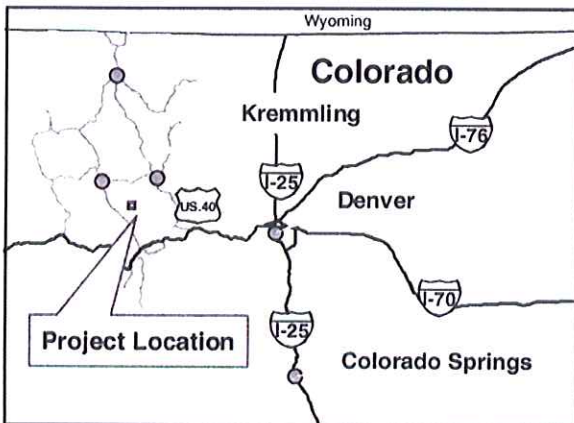 Wyoming
Colorado
Kremmling
I-76
I-25
US.40
Denver
I-70
Project Location
I-25
Colorado Springs